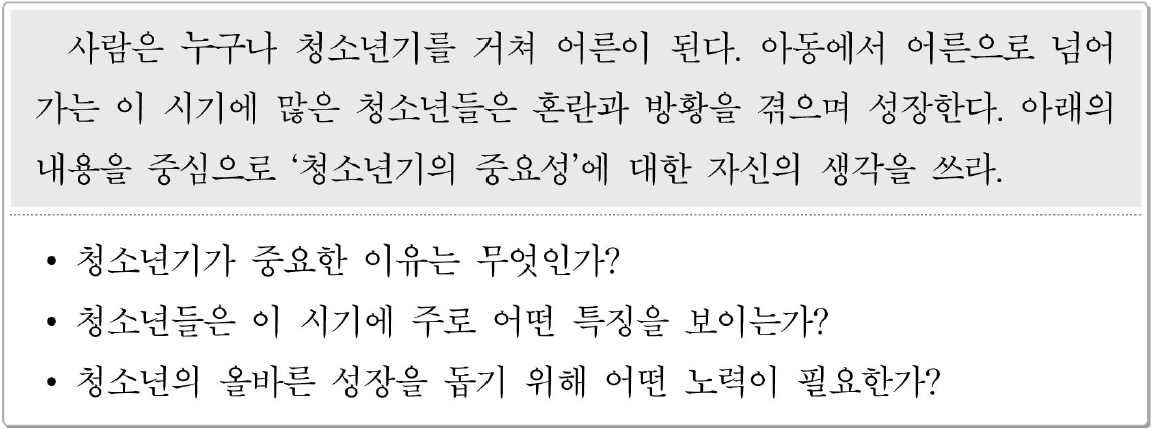 사람은 누구나 청소년기를 거쳐 어른이 된다. 아동에서 어른으로 넘어
가는 이 시기에 많은 청소년들은 혼란과 방황을 겪으며 성장한다. 아래의
내용을 중심으로 ‘청소년기의 중요성’에 대한 자신의 생각을 쓰라.
• 청소년기가 중요한 이유는 무엇인가?
• 청소년들은 이 시기에 주로 어떤 특징을 보이는가?
• 청소년의 올바른 성장을 돕기 위해 어떤 노력이 필요한가?